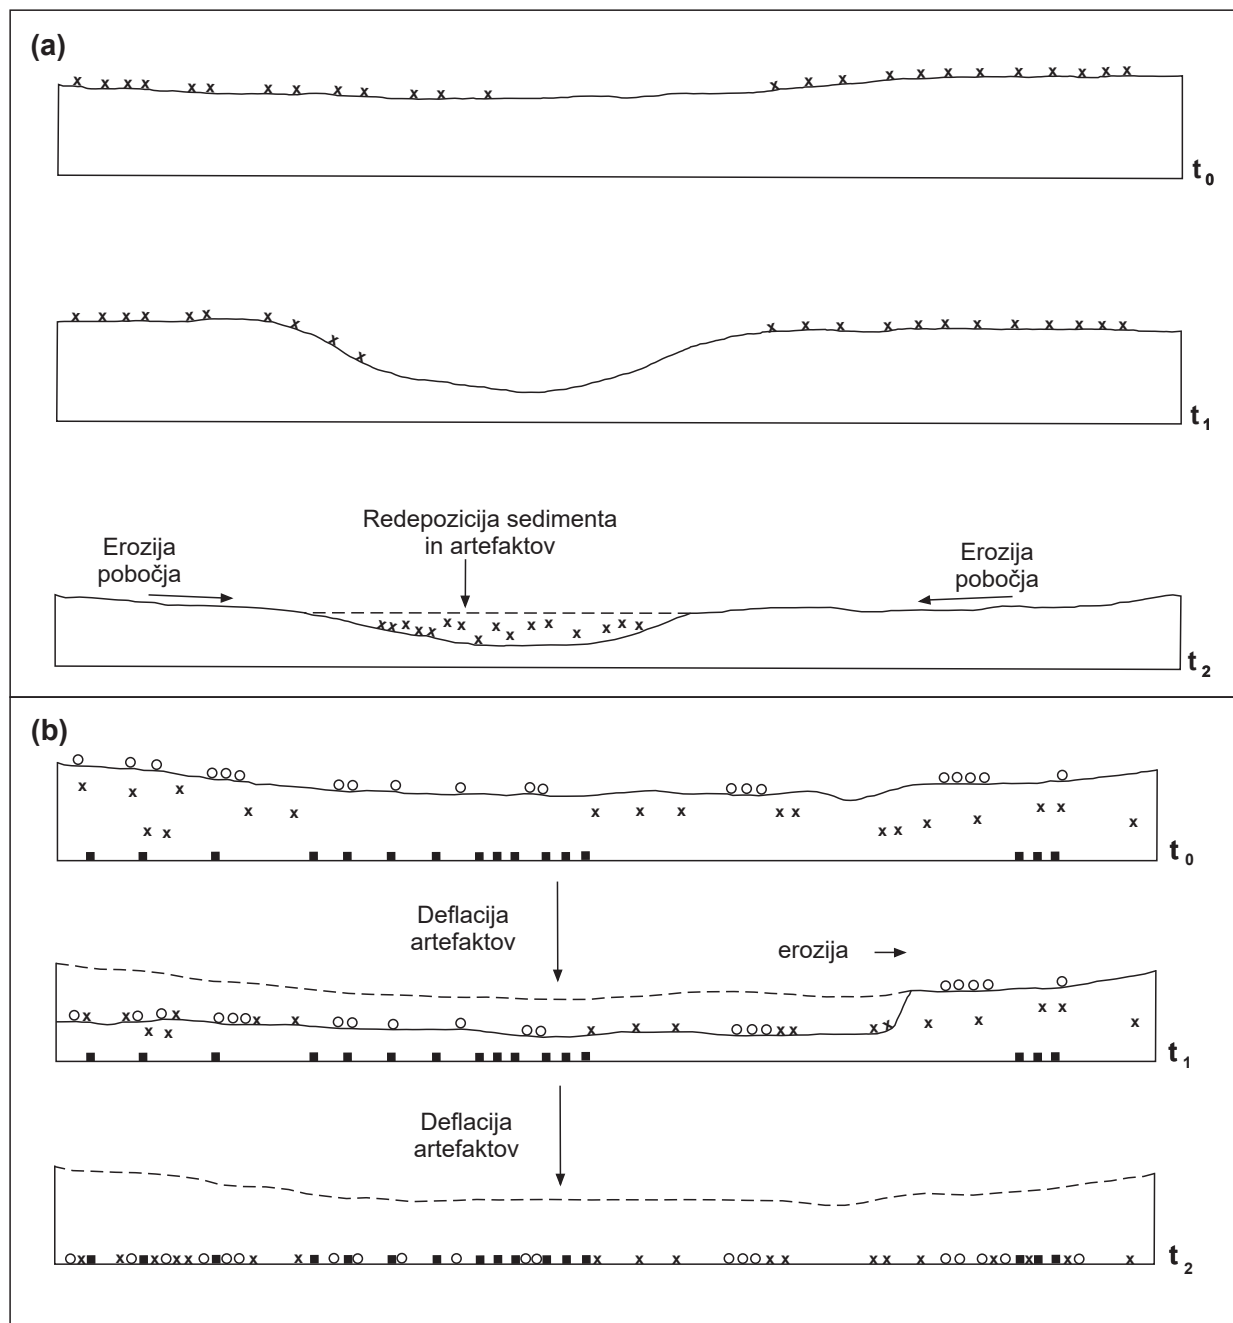 (a)
t0
t1
Redepozicija sedimenta
in artefaktov
Erozija
pobočja
Erozija
pobočja
t2
(b)
t0
Deflacija
artefaktov
erozija
t1
Deflacija
artefaktov
t2